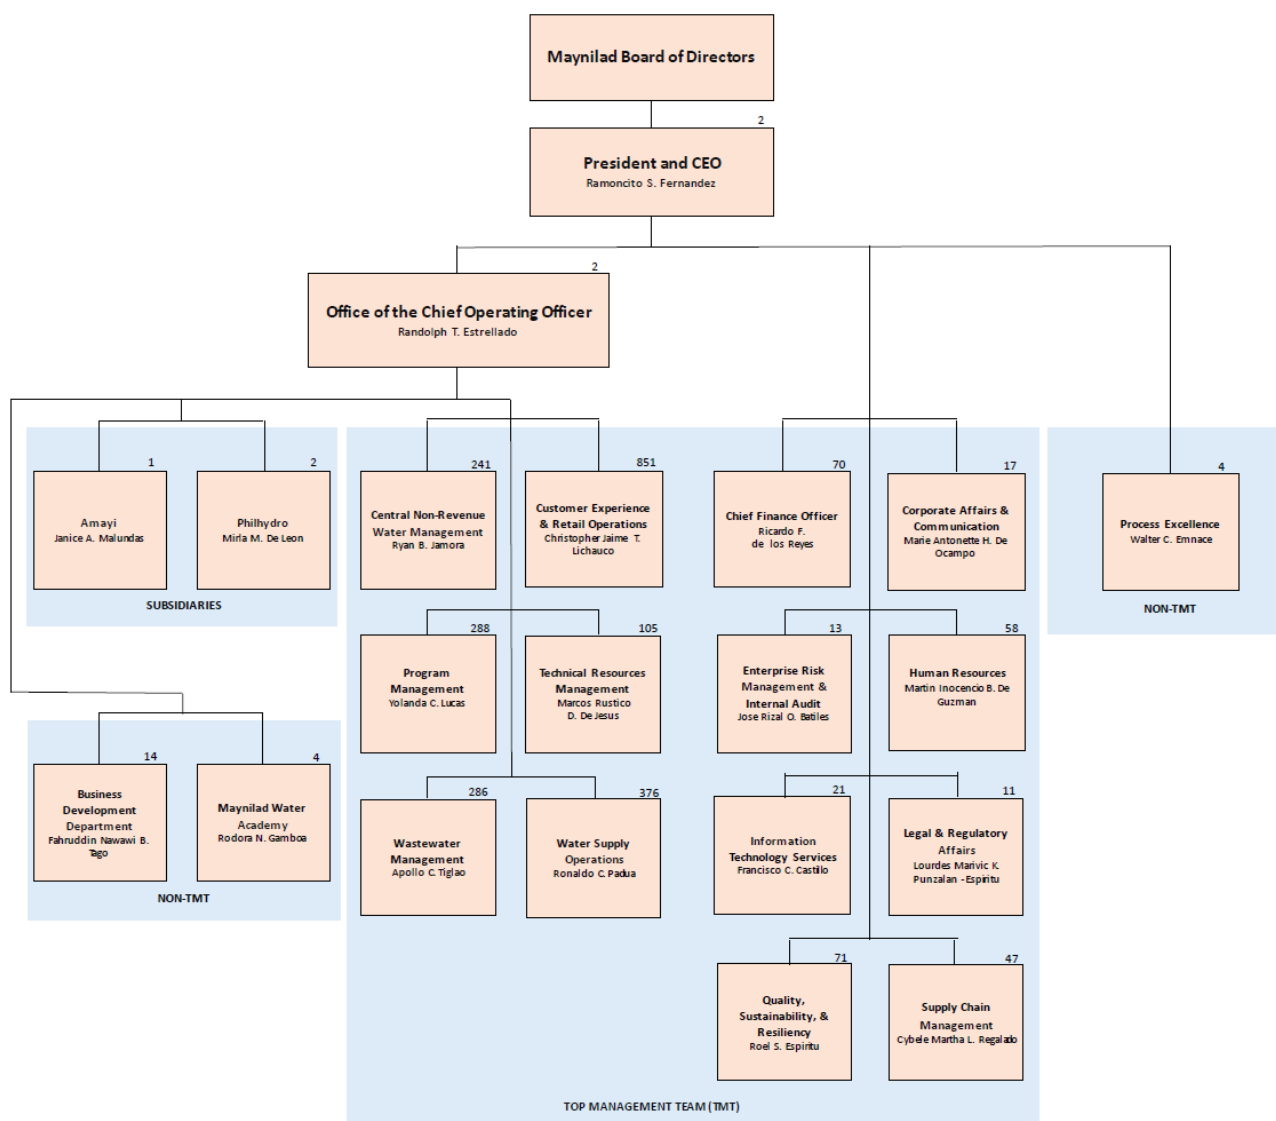 Maynilad Board of Directors
2
President and CEO
Ramoncito S. Fernandez
2
Office of the Chief Operating Officer
Randolph T. Estrellado
1
Amayi
Janice A. Malundas
2
Philhydro
Mirla M. De Leon
SUBSIDIARIES
241
Central Non-Revenue
Water Management
Ryan B. Jamora
851
Customer Experience
& Retail Operations
Christopher Jaime T.
Lichauco
70
Chief Finance Officer
Ricardo F.
de los Reyes
17
Corporate Affairs &
Communication
Marie Antonette H. De
Ocampo
4
Process Excellence
Walter C. Emnace
NON-TMT
288
Program
Management
Yolanda C. Lucas
105
Technical Resources
Management
Marcos Rustico
D. De Jesus
13
Enterprise Risk
Management &
Internal Audit
Jose Rizal O. Batiles
58
Human Resources
Martin Inocencio B. De
Guzman
14
Business
Development
Department
Fahruddin Nawawi B.
Tago
4
Maynilad Water
Academy
Rodora N. Gamboa
NON-TMT
286
Wastewater
Management
Apollo C. Tiglao
376
Water Supply
Operations
Ronaldo C. Padua
21
Information
Technology Services
Francisco C. Castillo
11
Legal & Regulatory
Affairs
Lourdes Marivic K.
Punzalan -Espiritu
71
Quality,
Sustainability, &
Resiliency
Roel S. Espiritu
47
Supply Chain
Management
Cybele Martha L. Regalado
TOP MANAGEMENT TEAM (TMT)